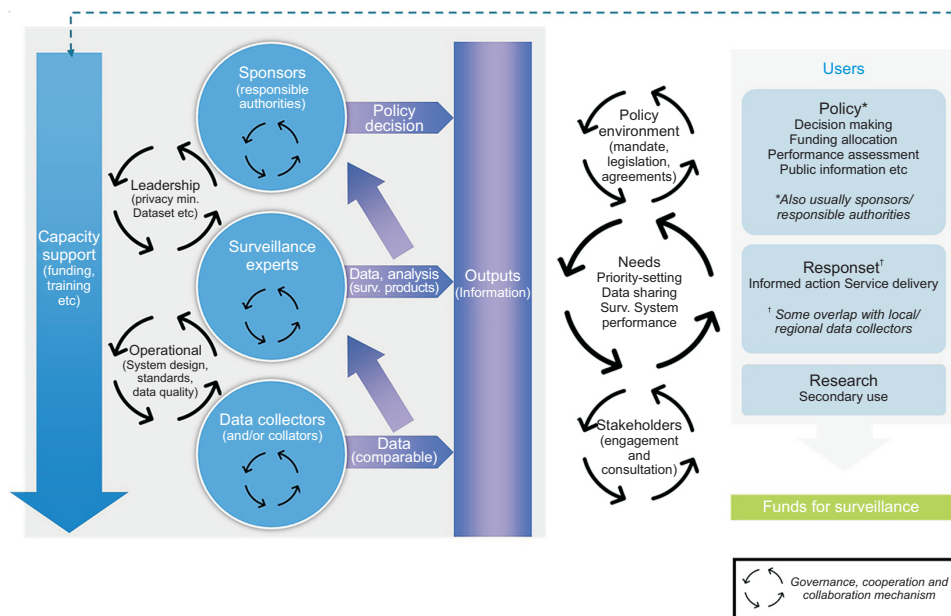 Capacity
support
(funding,
training
etc)
Leadership
(privacy min.
Dataset etc)
Operational
(System design,
standards,
data quality)
Sponsors
(responsible
authorities)
Surveillance
experts
Data collectors
(and/or collators)
Policy
decision
Data, analysis
(surv. products)
Data
(comparable)
Outputs
(Information)
Policy
environment
(mandate,
legislation,
agreements)
Needs
Priority-setting
Data sharing
Surv. System
performance
Stakeholders
(engagement
and
consultation)
Users
Policy*
Decision making
Funding allocation
Performance assessment
Public information etc
*Also usually sponsors/
responsible authorities
Responset†
Informed action Service delivery
† Some overlap with local/
regional data collectors
Research
Secondary use
Funds for surveillance
Governance, cooperation and
collaboration mechanism